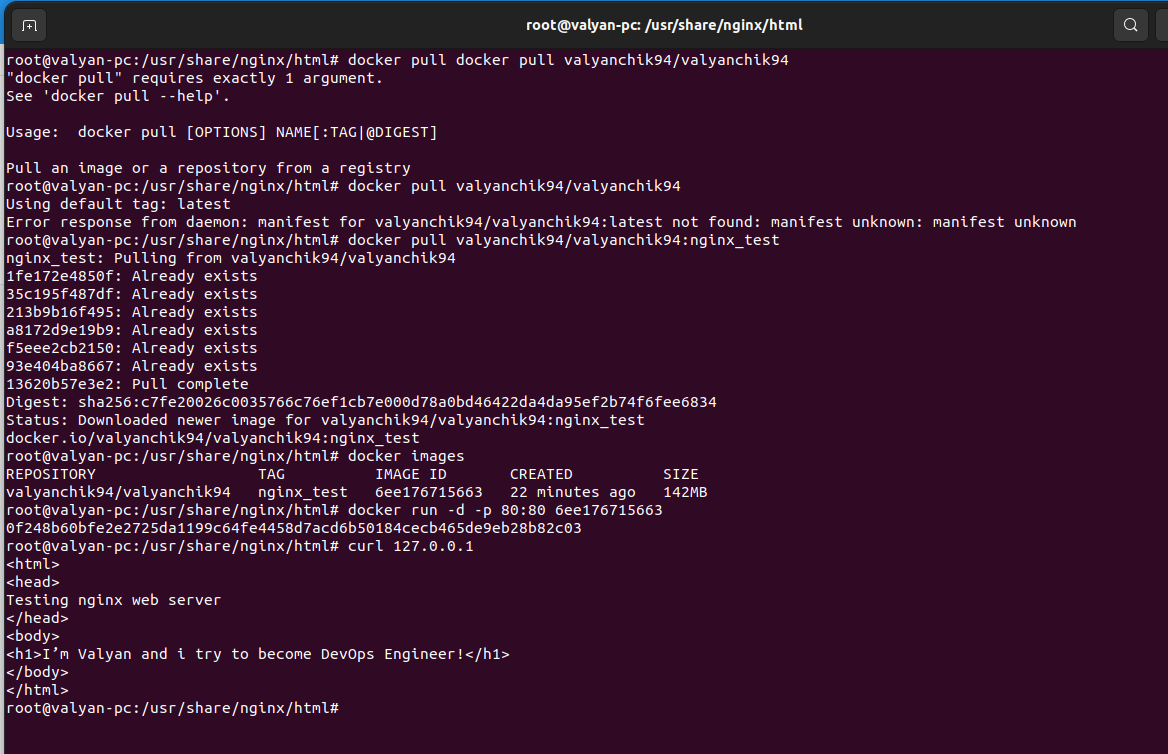 root@valyan-pc: /usr/share/nginx/html
root@valyan-pc:/usr/share/nginx/html# docker pull docker pull valyanchik94/valyanchik94
"docker pull" requires exactly 1 argument.
See 'docker pull --help'.
Usage:  docker pull [OPTIONS] NAME[:TAG|@DIGEST]
Pull an image or a repository from a registry
root@valyan-pc:/usr/share/nginx/html# docker pull valyanchik94/valyanchik94
Using default tag: latest
Error response from daemon: manifest for valyanchik94/valyanchik94:latest not found: manifest unknown: manifest unknown
root@valyan-pc:/usr/share/nginx/html# docker pull valyanchik94/valyanchik94:nginx_test
nginx_test: Pulling from valyanchik94/valyanchik94
1fe172e4850f: Already exists
35c195f487df: Already exists
213b9b16f495: Already exists
a8172d9e19b9: Already exists
f5eee2cb2150: Already exists
93e404ba8667: Already exists
13620b57e3e2: Pull complete
Digest: sha256:c7fe20026c0035766c76ef1cb7e000d78a0bd46422da4da95ef2b74f6fee6834
Status: Downloaded newer image for valyanchik94/valyanchik94:nginx_test
docker.io/valyanchik94/valyanchik94:nginx_test
root@valyan-pc:/usr/share/nginx/html# docker images
REPOSITORY                  TAG          IMAGE ID       CREATED          SIZE
valyanchik94/valyanchik94   nginx_test   6ee176715663   22 minutes ago   142MB
root@valyan-pc:/usr/share/nginx/html# docker run -d -p 80:80 6ee176715663
0f248b60bfe2e2725da1199c64fe4458d7acd6b50184cecb465de9eb28b82c03
root@valyan-pc:/usr/share/nginx/html# curl 127.0.0.1
<html>
<head>
Testing nginx web server
</head>
<body>
<h1>I’m Valyan and i try to become DevOps Engineer!</h1>
</body>
</html>
root@valyan-pc:/usr/share/nginx/html#